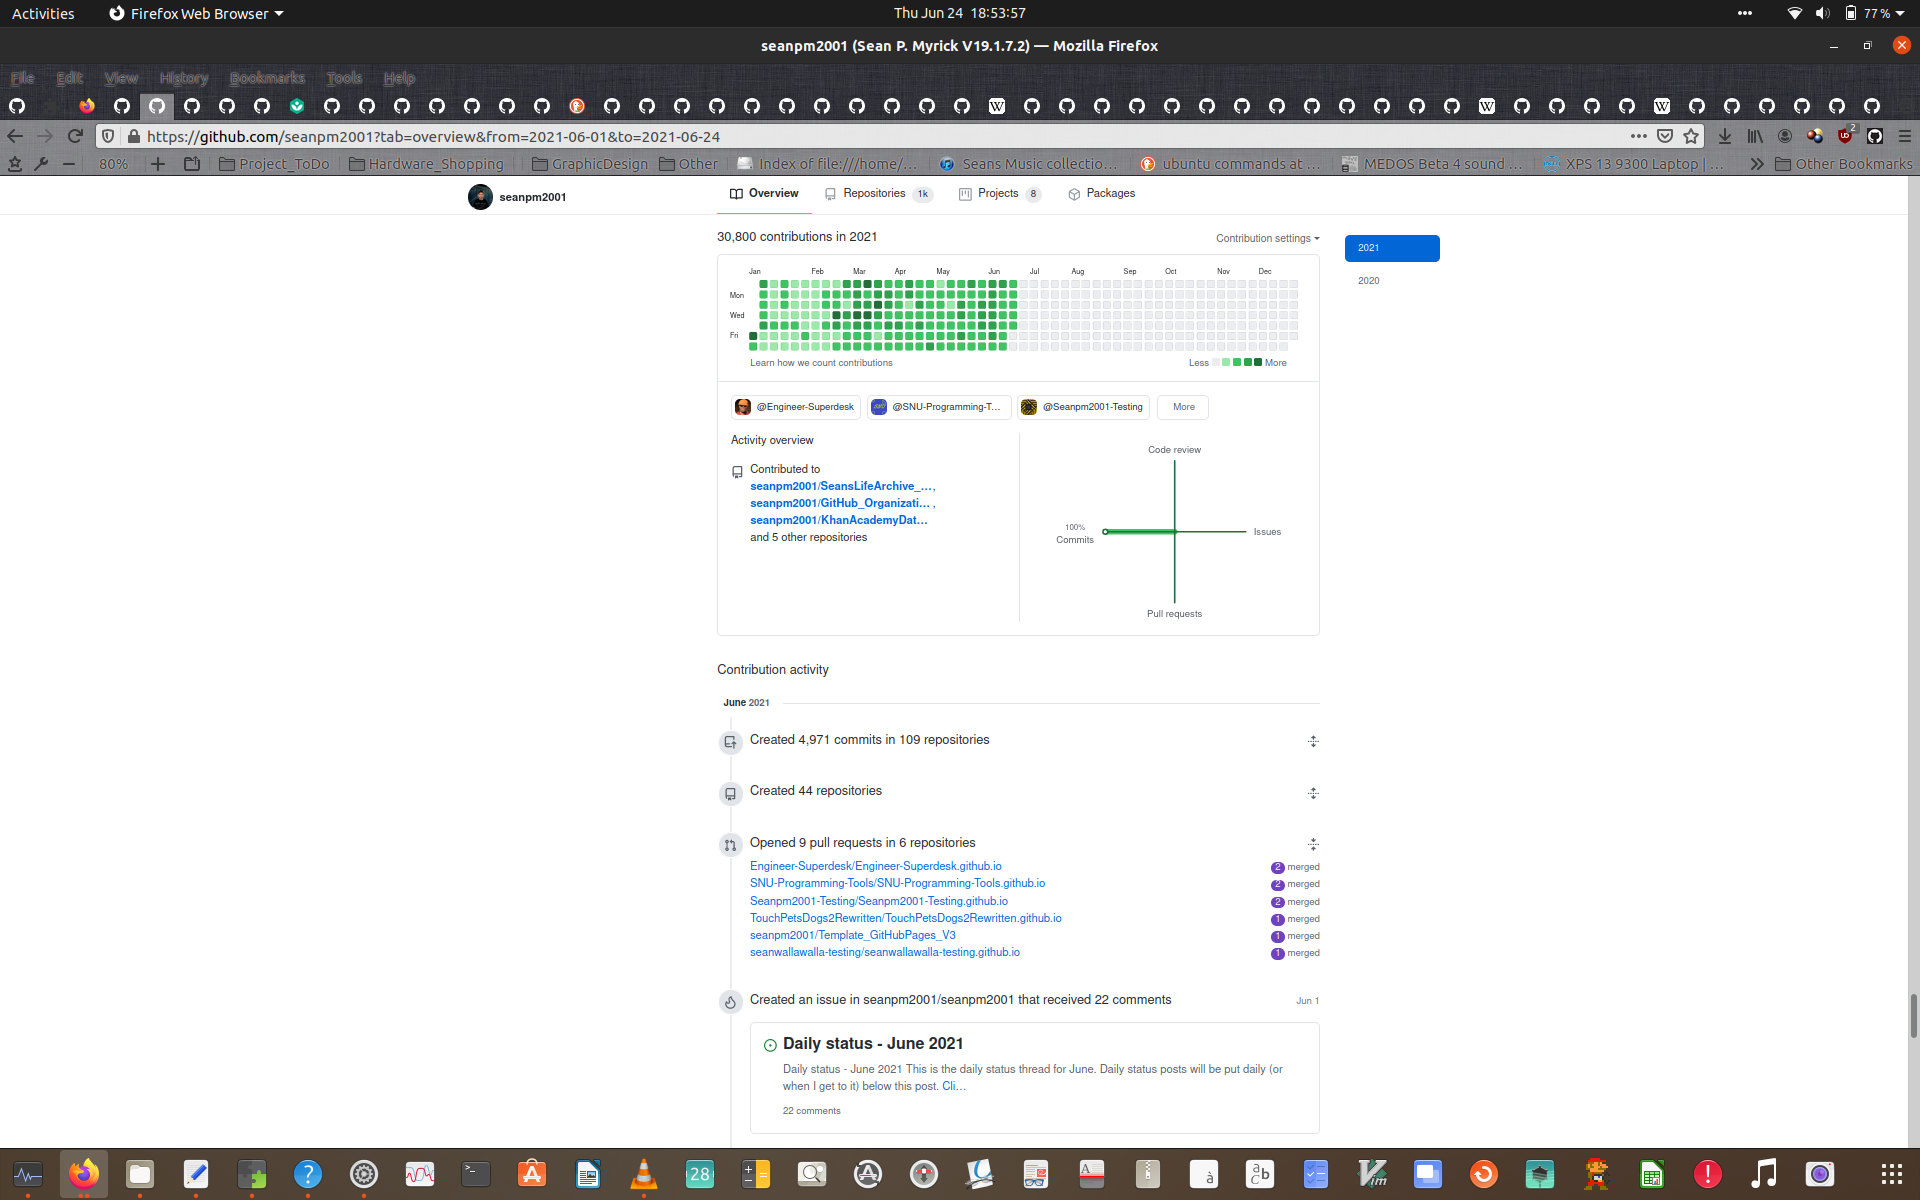 Activities
Firefox Web Browser
Thu Jun 24 18:53:57
77 %
seanpm2001 (Sean P. Myrick V19.1.7.2) — Mozilla Firefox
File Edit View History Bookmarks Tools Help
https://github.com/seanpm2001?tab=overview&from=2021-06-01&to=2021-06-24
2
80%
Project_ToDo
Hardware_Shopping
GraphicDesign
Other
Index of file:///home/...
Seans Music collectio...
ubuntu commands at ...
MEDOS Beta 4 sound ...
XPS 13 9300 Laptop | ...
Other Bookmarks
seanpm2001
Overview
Repositories 1k
Projects 8
Packages
30,800 contributions in 2021
Contribution settings
2021
2020
Jan Feb Mar Apr May Jun Jul Aug Sep Oct Nov Dec
Mon
Wed
Fri
Learn how we count contributions
Less
More
@Engineer-Superdesk
@SNU-Programming-T...
@Seanpm2001-Testing
More
Activity overview
Contributed to
seanpm2001/SeansLifeArchive_... ,
seanpm2001/GitHub_Organizati... ,
seanpm2001/KhanAcademyDat...
and 5 other repositories
Code review
100%
Commits
Issues
Pull requests
Contribution activity
June 2021
Created 4,971 commits in 109 repositories
Created 44 repositories
Opened 9 pull requests in 6 repositories
Engineer-Superdesk/Engineer-Superdesk.github.io 2 merged
SNU-Programming-Tools/SNU-Programming-Tools.github.io 2 merged
Seanpm2001-Testing/Seanpm2001-Testing.github.io 2 merged
TouchPetsDogs2Rewritten/TouchPetsDogs2Rewritten.github.io 1 merged
seanpm2001/Template_GitHubPages_V3 1 merged
seanwallawalla-testing/seanwallawalla-testing.github.io 1 merged
Created an issue in seanpm2001/seanpm2001 that received 22 comments
Jun 1
Daily status - June 2021
Daily status - June 2021 This is the daily status thread for June. Daily status posts will be put daily (or
when I get to it) below this post. Cli...
22 comments
28